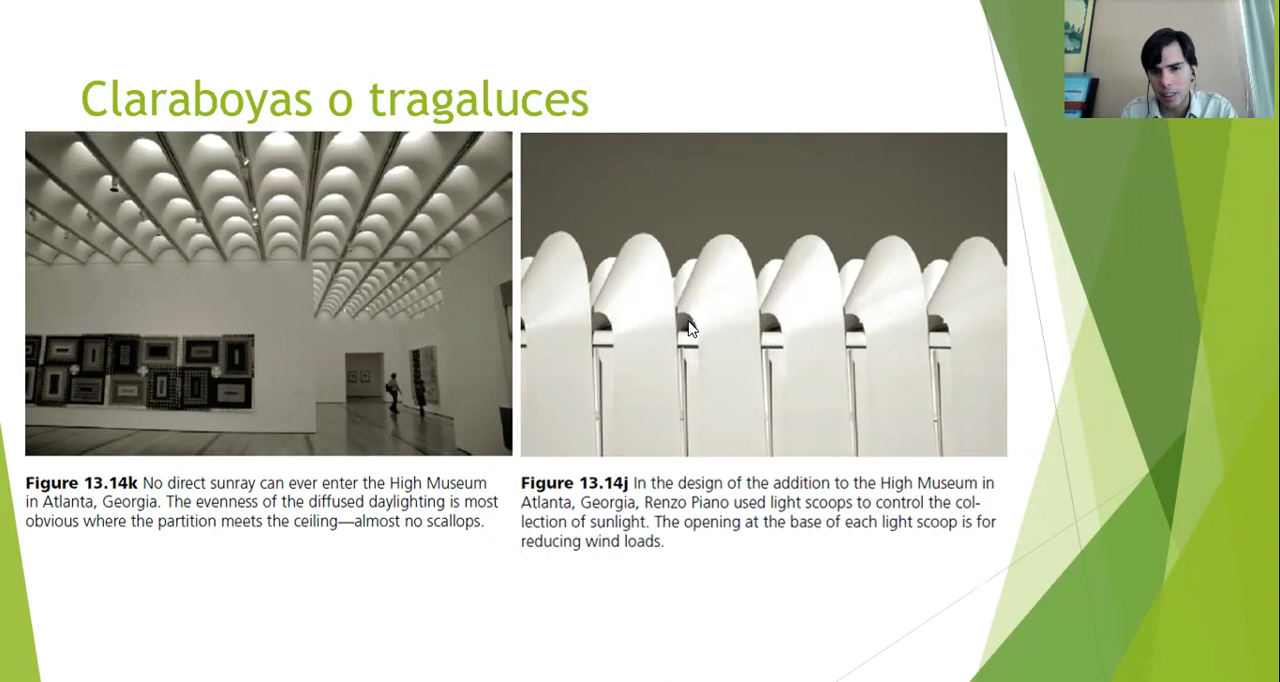 Claraboyas o tragaluces
Figure 13.14k No direct sunray can ever enter the High Museum
in Atlanta, Georgia. The evenness of the diffused daylighting is most
obvious where the partition meets the ceiling—almost no scallops.
Figure 13.14j In the design of the addition to the High Museum in
Atlanta, Georgia, Renzo Piano used light scoops to control the col-
lection of sunlight. The opening at the base of each light scoop is for
reducing wind loads.